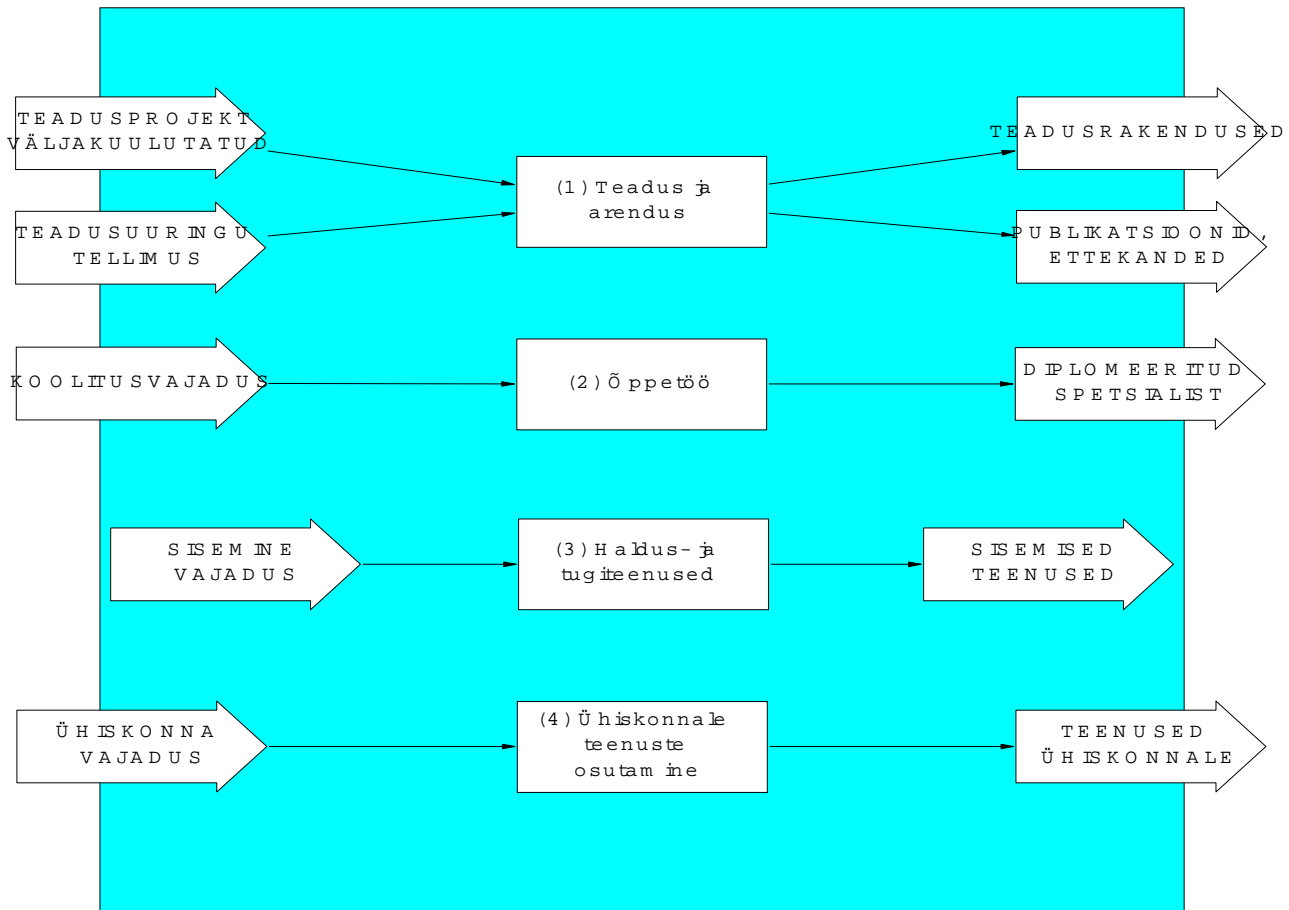 TEADUSPROJEKT
VÄLJAKUULUTATUD
TEADUSRAKENDUSED
(1) Teadus ja
arendus
TEADUSUURINGU
TELLIMUS
PUBLIKATSIOONID,
ETTEKANDED
KOOLITUSVAJADUS
(2) Õppetöö
DIPLOMEERITUD
SPETSIALIST
SISEMINE
VAJADUS
(3) Haldus- ja
tugiteenused
SISEMISED
TEENUSED
ÜHISKONNA
VAJADUS
(4) Ühiskonnale
teenuste
osutamine
TEENUSED
ÜHISKONNALE